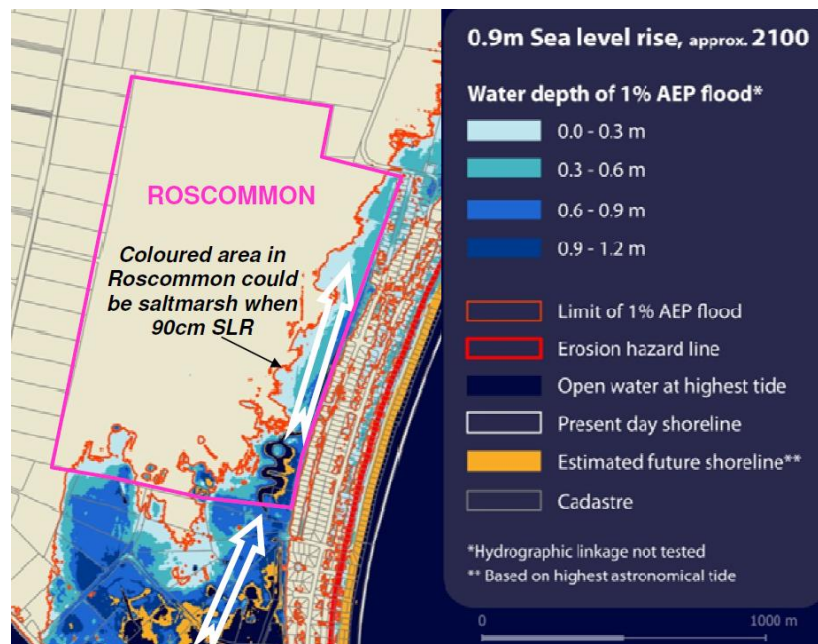 ROSCOMMON
Coloured area in
Roscommon could
be saltmarsh when
90cm SLR
0.9m Sea level rise, approx. 2100
Water depth of 1% AEP flood*
0.0 - 0.3 m
0.3 - 0.6 m
0.6 - 0.9 m
0.9 - 1.2 m
Limit of 1% AEP flood
Erosion hazard line
Open water at highest tide
Present day shoreline
Estimated future shoreline**
Cadastre
*Hydrographic linkage not tested
** Based on highest astronomical tide
0 1000 m